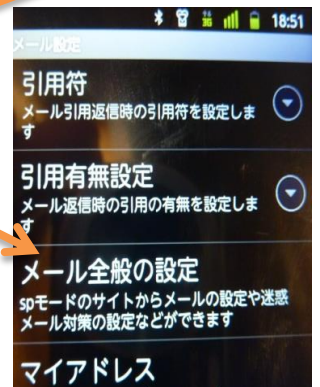 3G 18:51
メール設定
引用符
メール引用返信時の引用符を設定しま
す
引用有無設定
メール返信時の引用の有無を設定しま
す
メール全般の設定
spモードのサイトからメールの設定や迷惑
メール対策の設定などができます
マイアドレス